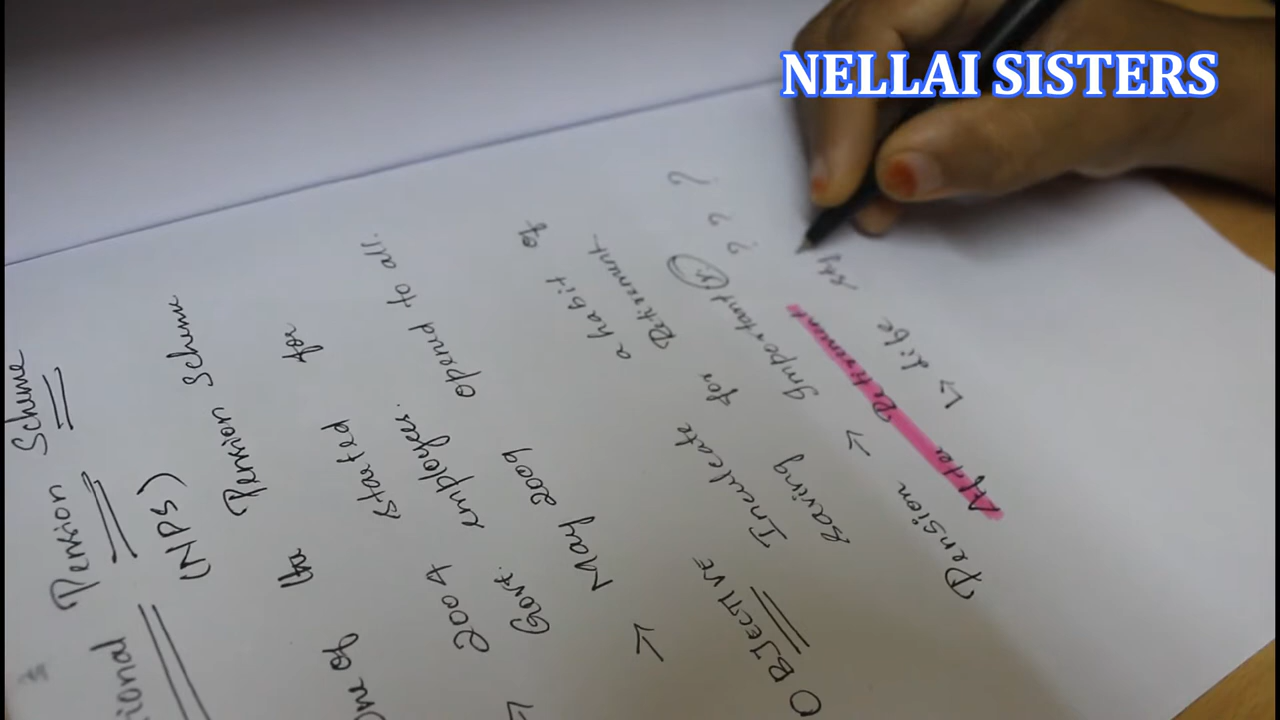 NELLAI SISTERS
tional Pension Scheme
(NPS)
One of the Pension Scheme
→ 2004 started for
Govt. employees.
→ May 2009 opened to all.
OBJECTIVE
Inculcate a habit of
saving for Retirement
Pension → Important (r.) ? ? ?
After Retirement
↳ life